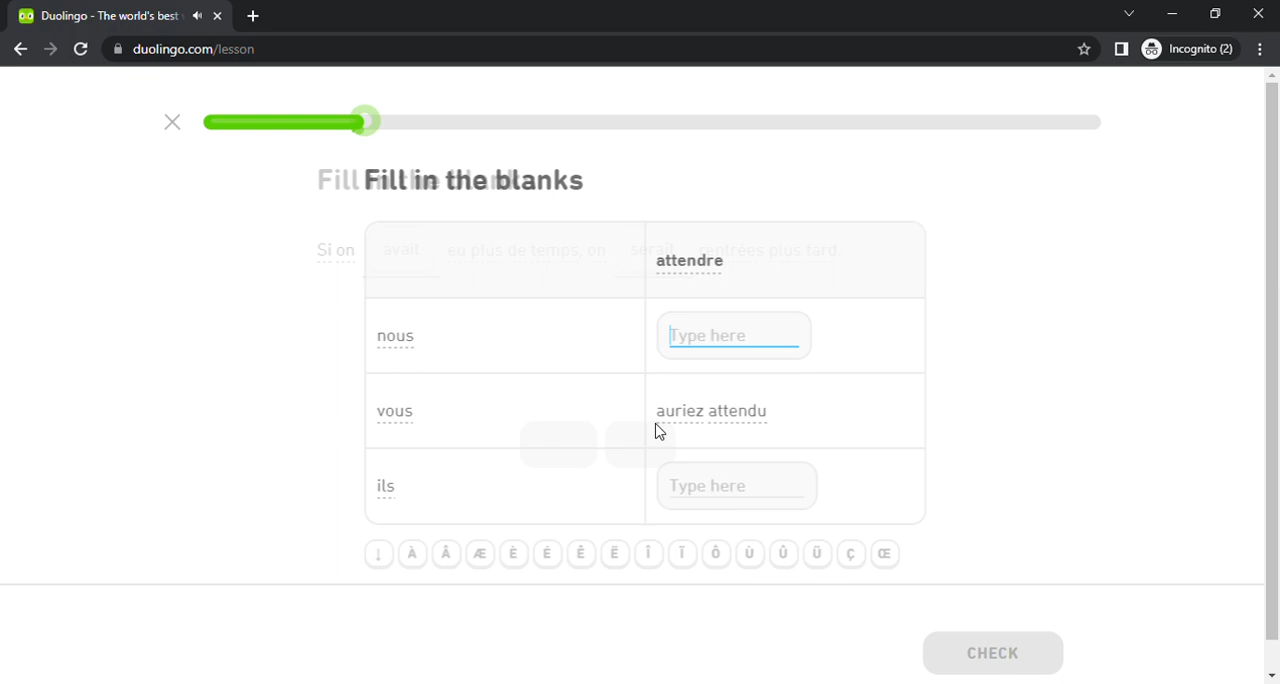 Duolingo - The world's best
duolingo.com/lesson
Incognito (2)
Fill in the blanks
Si on avait eu plus de temps, on serait rentrées plus tard.
attendre
nous
Type here
vous
auriez attendu
ils
Type here
↓ À Â Æ È É Ê Ë Î Ï Ô Ù Û Ü Ç Œ
CHECK